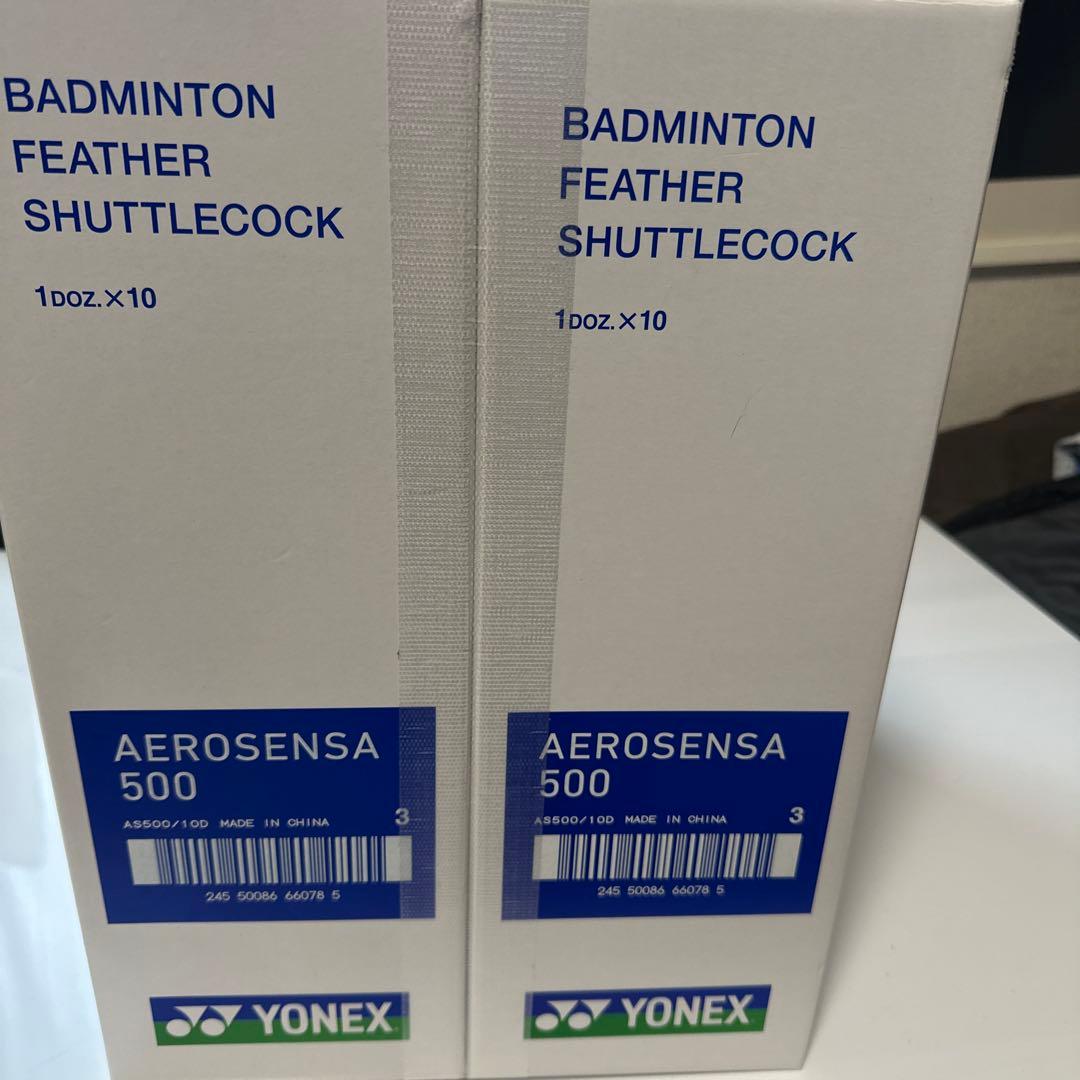 BADMINTON
FEATHER
SHUTTLECOCK
1DOZ.×10
AEROSENSA
500
3
AS500/10D MADE IN CHINA
245 50086 66078 5
YONEX
BADMINTON
FEATHER
SHUTTLECOCK
1DOZ.×10
AEROSENSA
500
3
AS500/10D MADE IN CHINA
245 50086 66078 5
YONEX